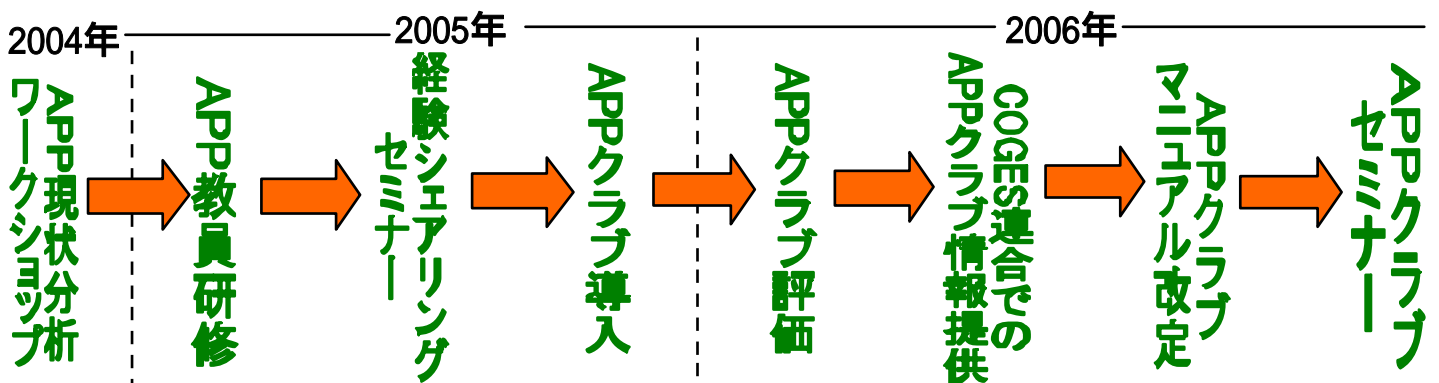 2004年
2005年
2006年
APP現状分析
ワークショップ
APP教員研修
経験シェアリング
セミナー
APPクラブ導入
APPクラブ評価
COGES連合での
APPクラブ情報提供
APPクラブ
マニュアル改定
APPクラブ
セミナー